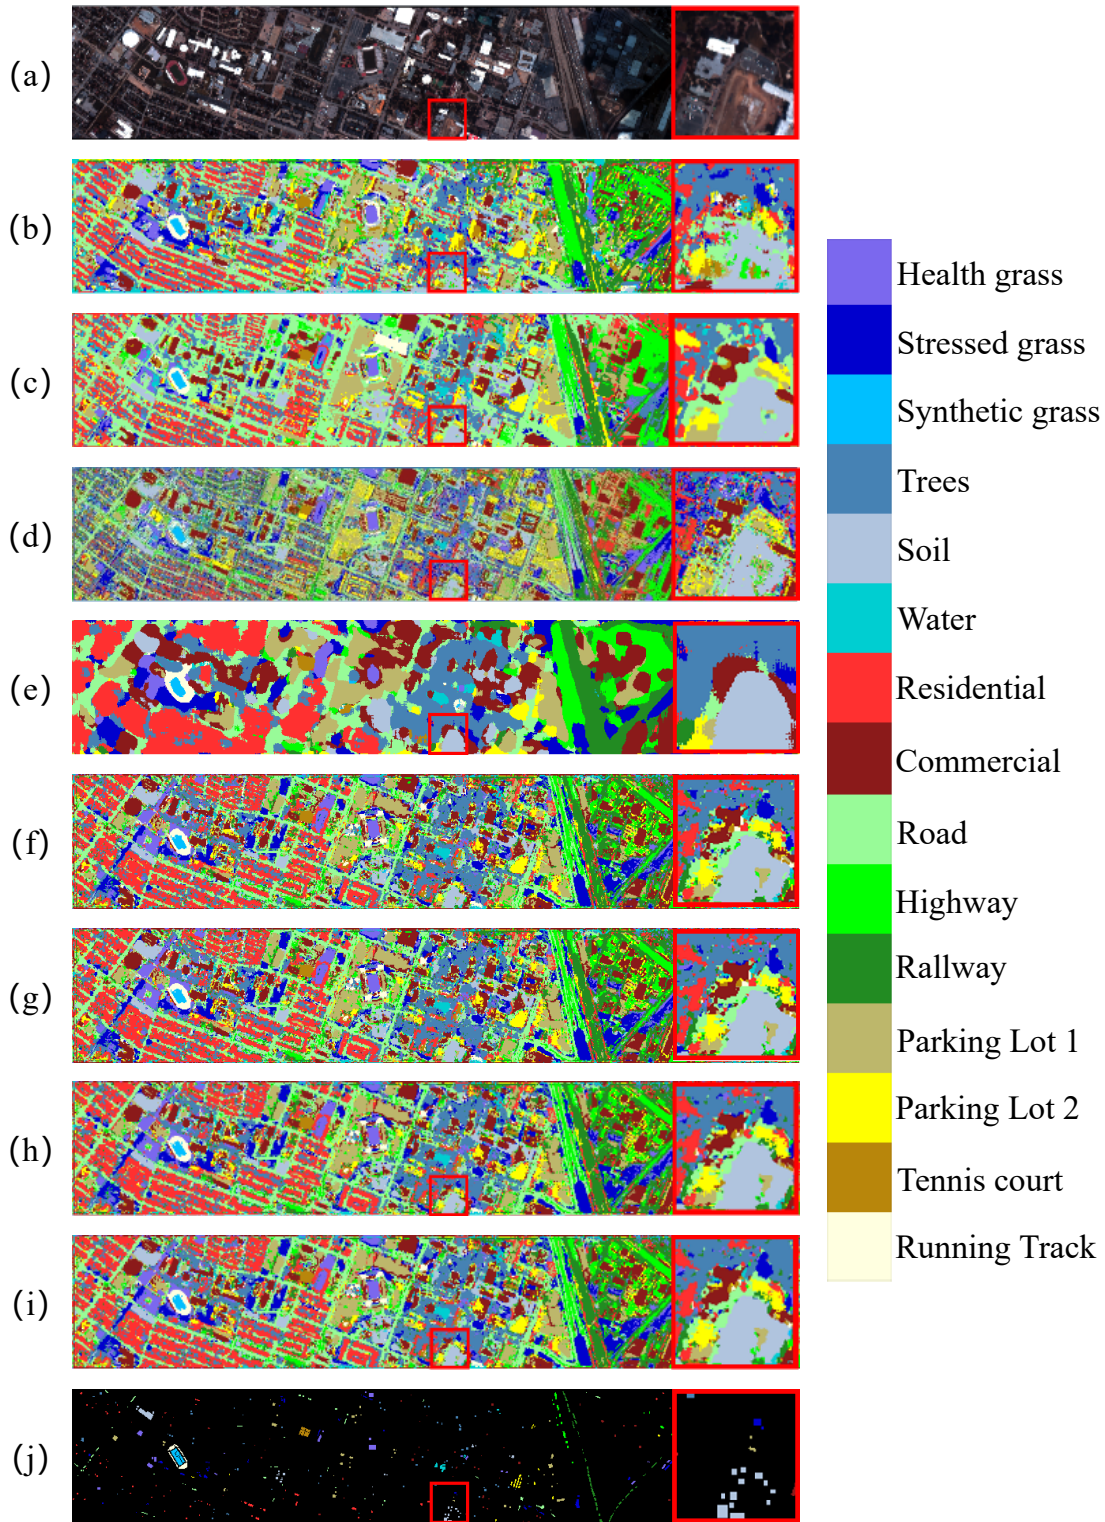 (a)
(b)
(c)
(d)
(e)
(f)
(g)
(h)
(i)
(j)
Health grass
Stressed grass
Synthetic grass
Trees
Soil
Water
Residential
Commercial
Road
Highway
Rallway
Parking Lot 1
Parking Lot 2
Tennis court
Running Track